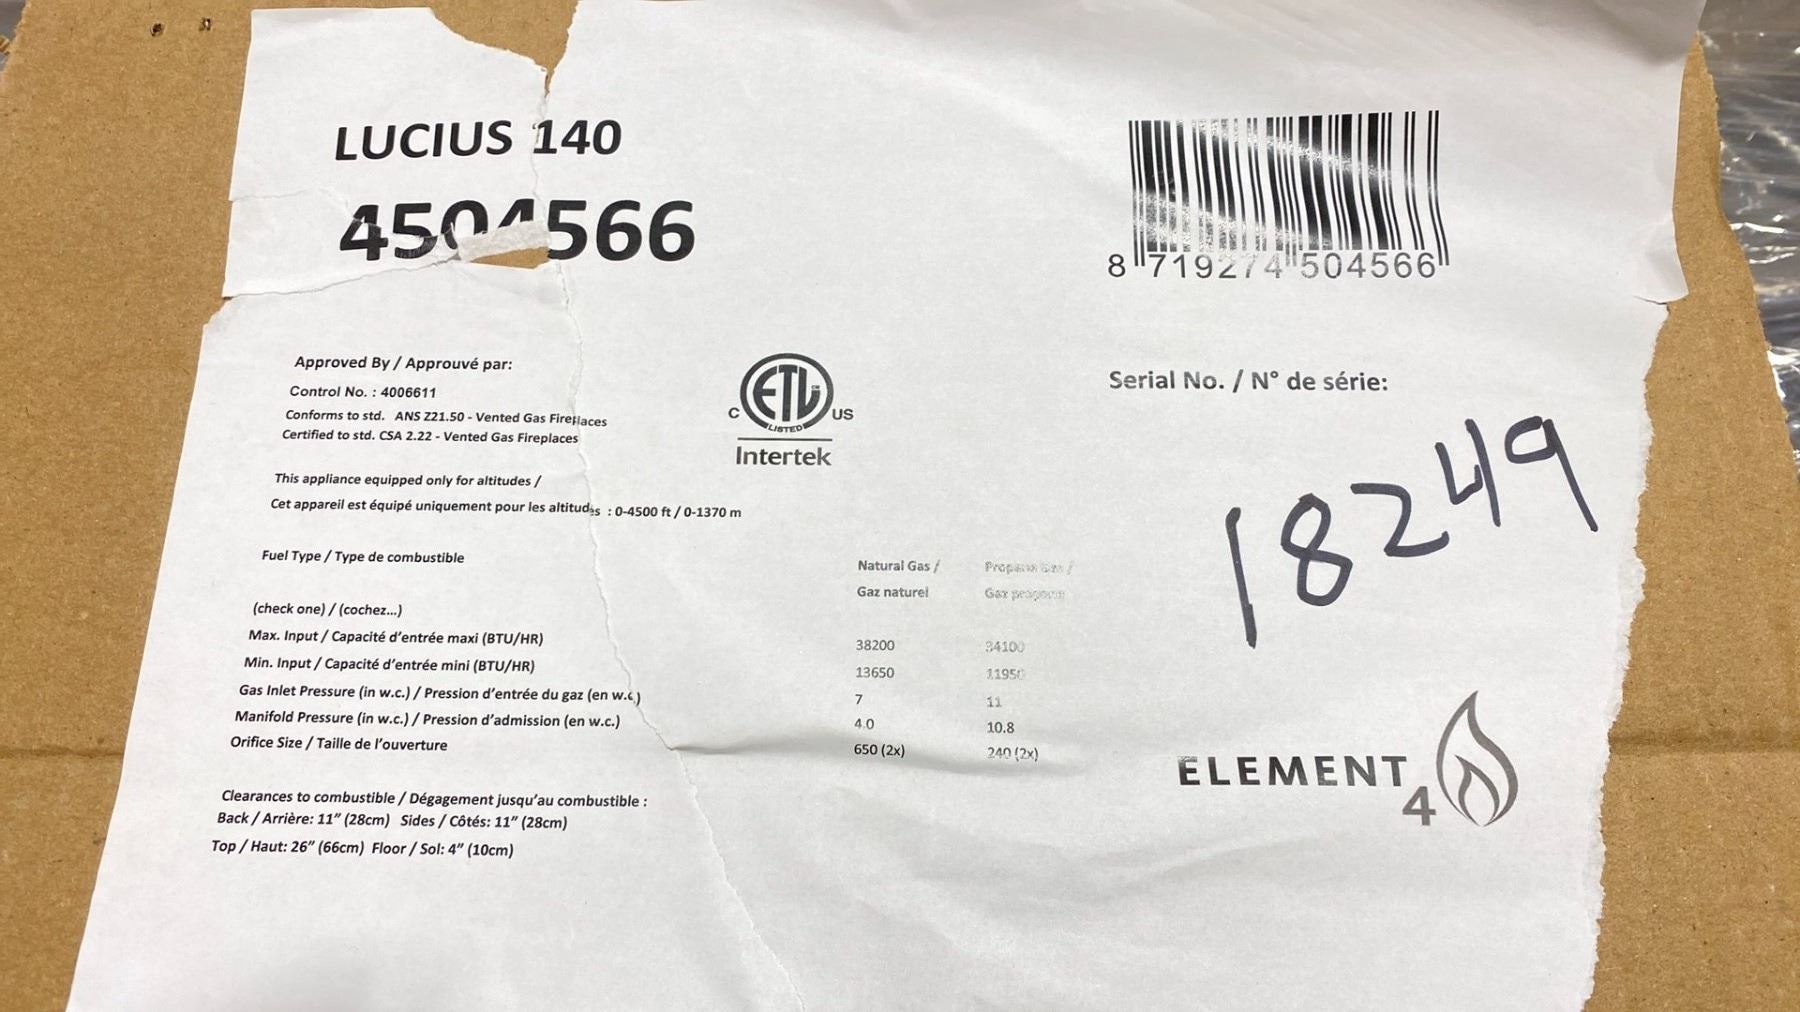 LUCIUS 140
4504566
8 719274 504566
Approved By / Approuvé par:
Control No. : 4006611
Conforms to std. ANS Z21.50 - Vented Gas Fireplaces
Certified to std. CSA 2.22 - Vented Gas Fireplaces
C ETL CM US
LISTED
Intertek
Serial No. / N° de série:
18249
This appliance equipped only for altitudes /
Cet appareil est équipé uniquement pour les altitudes : 0-4500 ft / 0-1370 m
Fuel Type / Type de combustible
Natural Gas / Propane Gas /
Gaz naturel Gaz propane
(check one) / (cochez...)
Max. Input / Capacité d'entrée maxi (BTU/HR) 38200 34100
Min. Input / Capacité d'entrée mini (BTU/HR) 13650 11950
Gas Inlet Pressure (in w.c.) / Pression d'entrée du gaz (en w.c) 7 11
Manifold Pressure (in w.c.) / Pression d'admission (en w.c.) 4.0 10.8
Orifice Size / Taille de l'ouverture 650 (2x) 240 (2x)
ELEMENT 4
Clearances to combustible / Dégagement jusqu'au combustible :
Back / Arrière: 11" (28cm) Sides / Côtés: 11" (28cm)
Top / Haut: 26" (66cm) Floor / Sol: 4" (10cm)